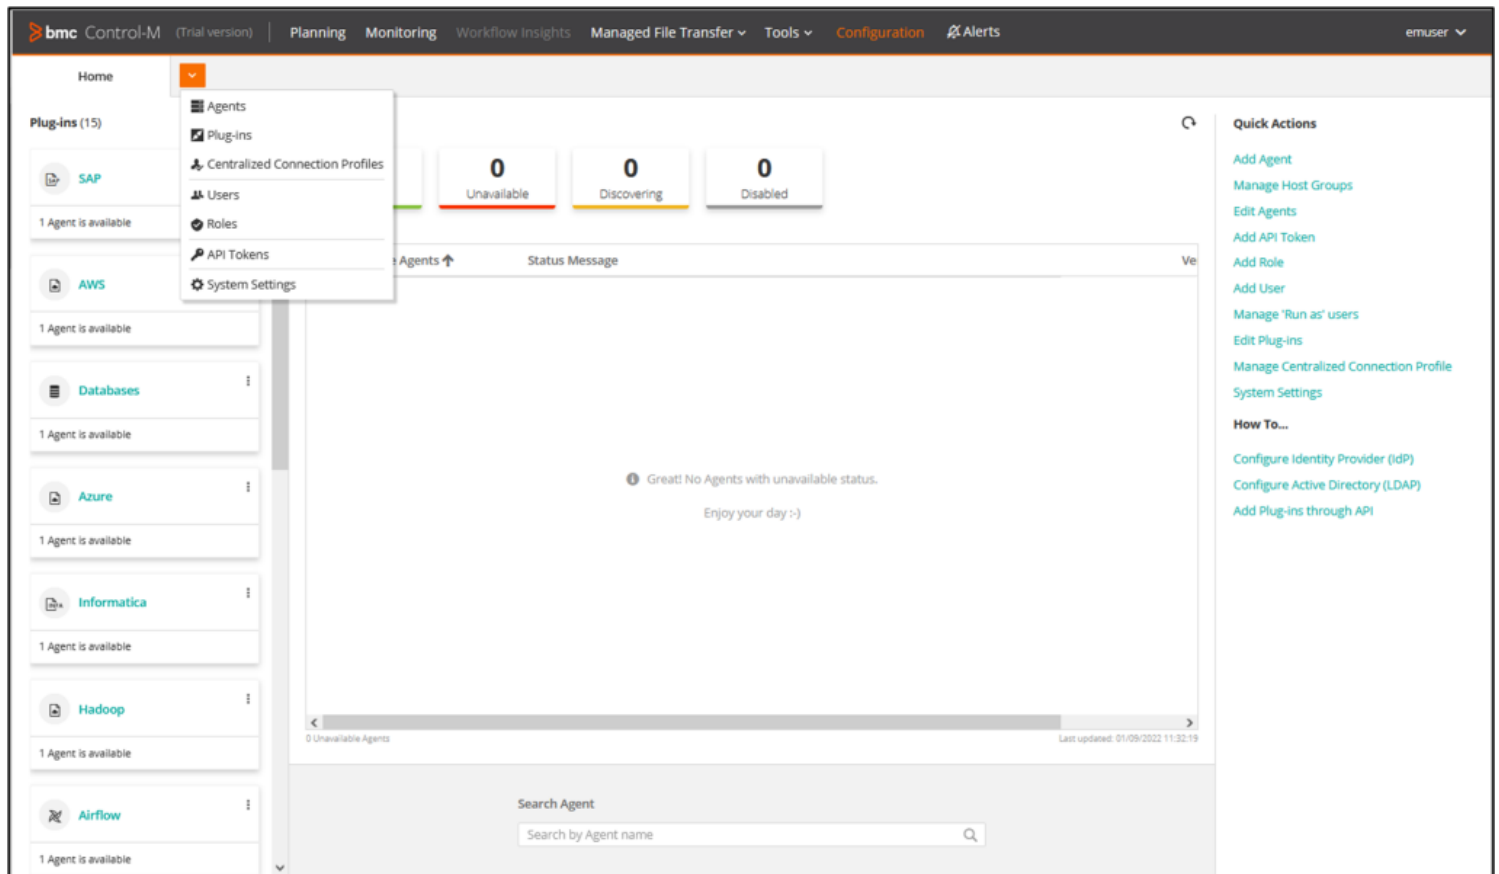 bmc Control-M (Trial version) Planning Monitoring Workflow Insights Managed File Transfer Tools Configuration Alerts emuser
Home
Agents
Plug-ins
Centralized Connection Profiles
Users
Roles
API Tokens
System Settings
Plug-ins (15)
SAP
1 Agent is available
AWS
1 Agent is available
Databases
1 Agent is available
Azure
1 Agent is available
Informatica
1 Agent is available
Hadoop
1 Agent is available
Airflow
1 Agent is available
0
Unavailable
0
Discovering
0
Disabled
Agents Status Message Ve
Great! No Agents with unavailable status.
Enjoy your day :-)
0 Unavailable Agents Last updated: 01/09/2022 11:32:19
Search Agent
Search by Agent name
Quick Actions
Add Agent
Manage Host Groups
Edit Agents
Add API Token
Add Role
Add User
Manage 'Run as' users
Edit Plug-ins
Manage Centralized Connection Profile
System Settings
How To...
Configure Identity Provider (IdP)
Configure Active Directory (LDAP)
Add Plug-ins through API